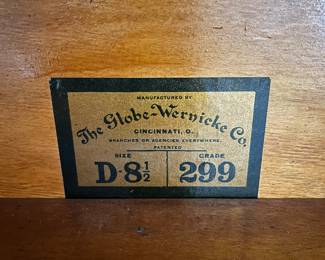 MANUFACTURED BY
The Globe-Wernicke Co.
CINCINNATI, O.
BRANCHES OR AGENCIES EVERYWHERE.
PATENTED
SIZE GRADE
D-8½ 299